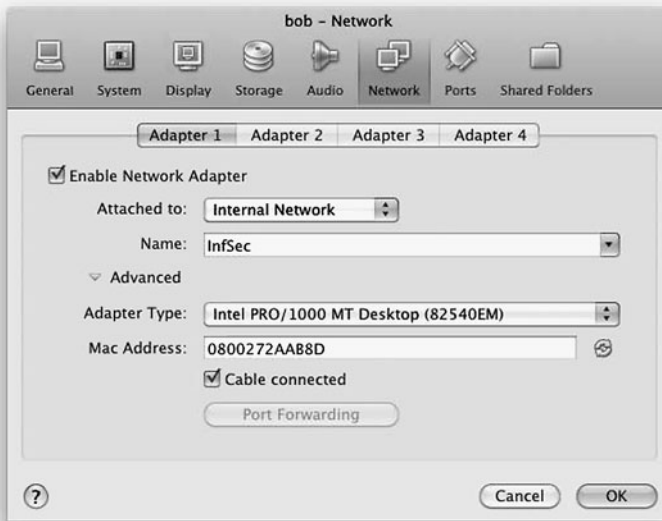 bob – Network
General System Display Storage Audio Network Ports Shared Folders
Adapter 1 Adapter 2 Adapter 3 Adapter 4
Enable Network Adapter
Attached to: Internal Network
Name: InfSec
Advanced
Adapter Type: Intel PRO/1000 MT Desktop (82540EM)
Mac Address: 0800272AAB8D
Cable connected
Port Forwarding
? Cancel OK